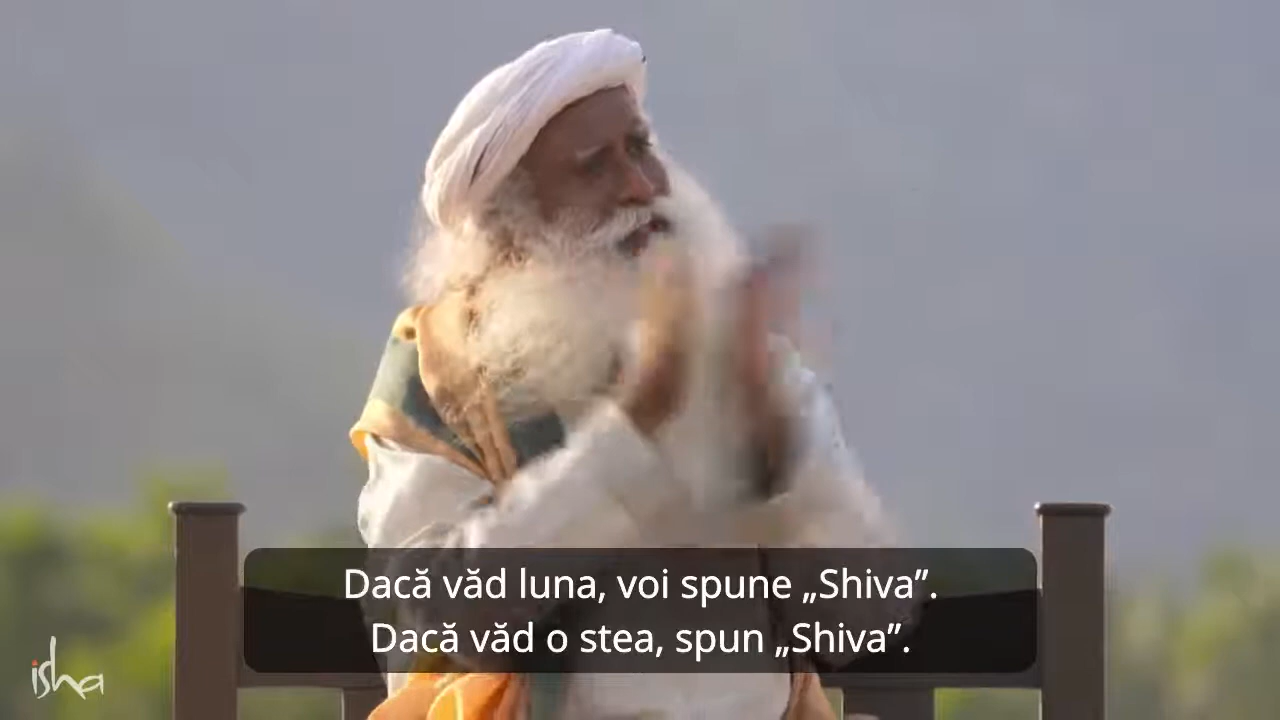 Dacă văd luna, voi spune „Shiva”.
Dacă văd o stea, spun „Shiva”.
isha